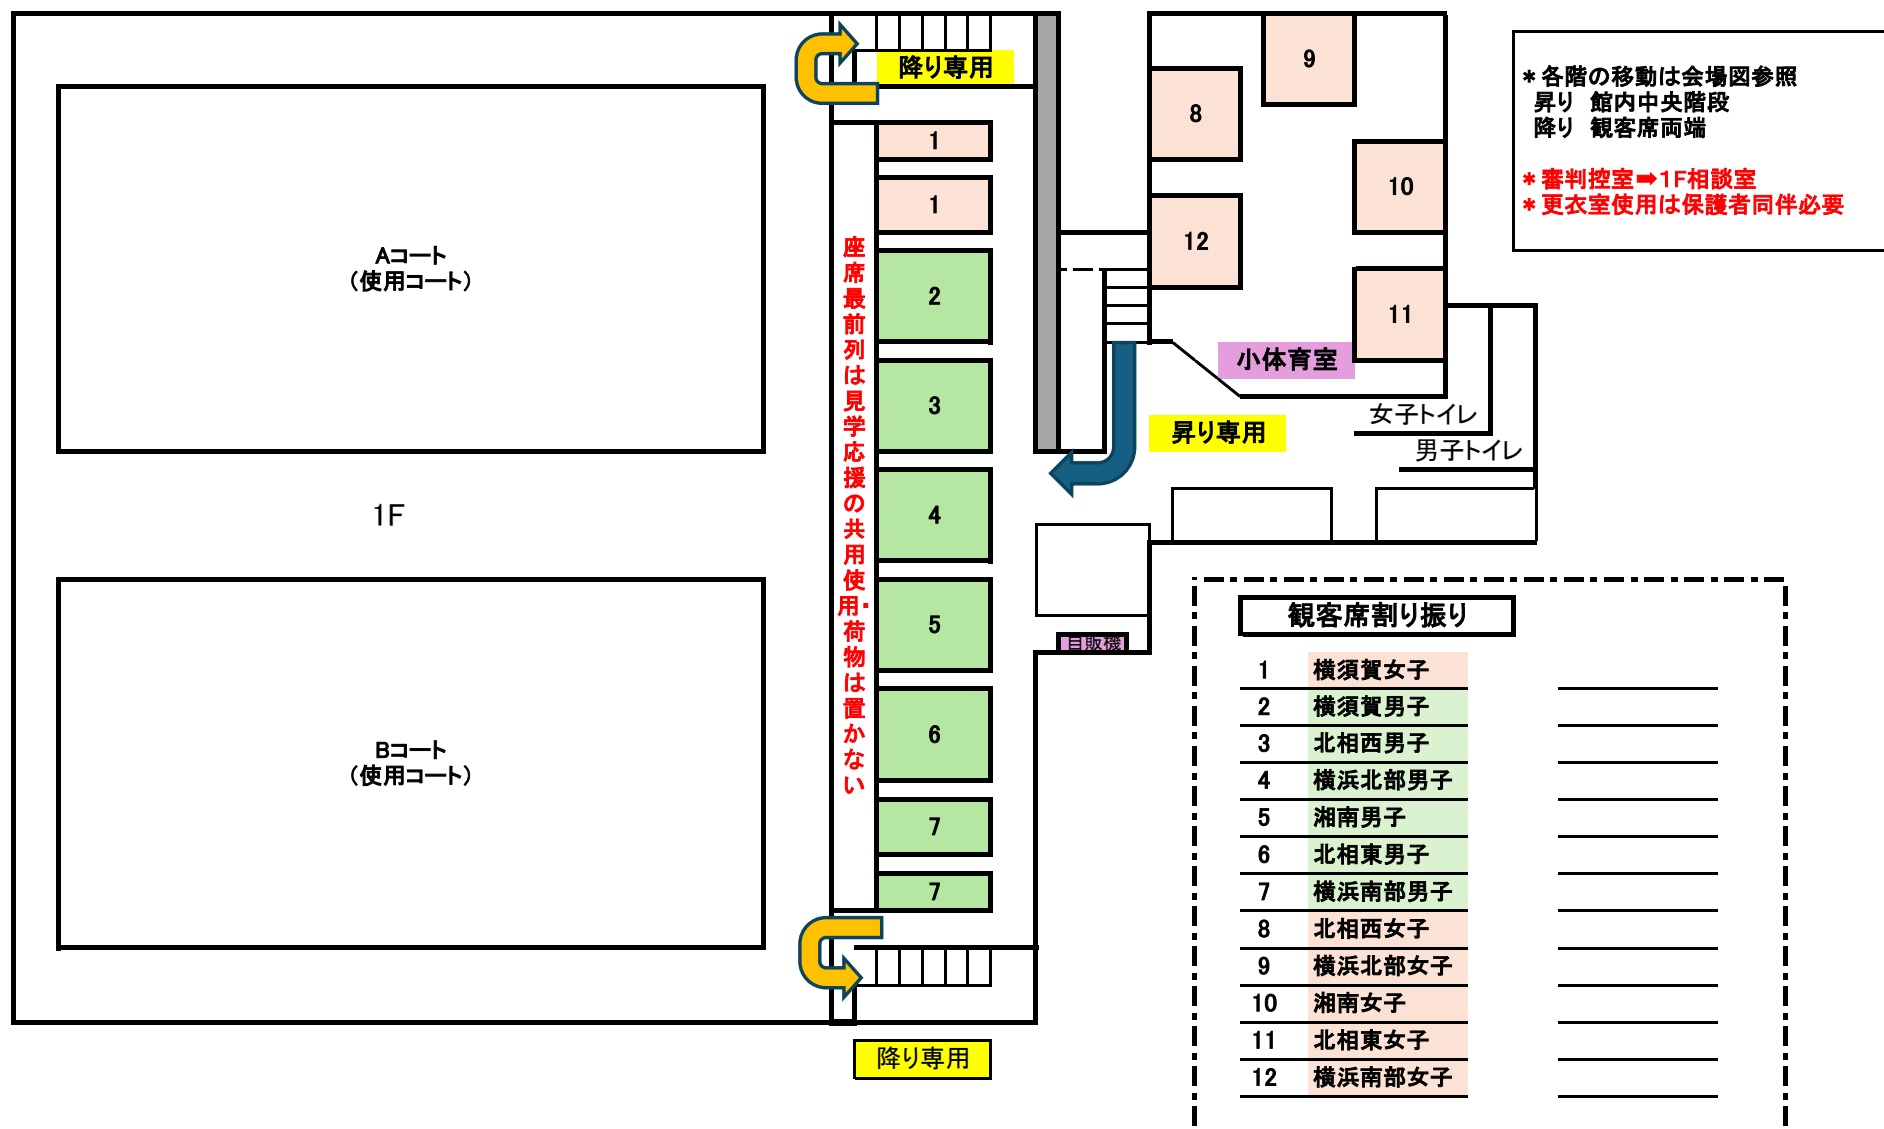 降り専用
9
8
*各階の移動は会場図参照
昇り 館内中央階段
降り 観客席両端
*審判控室➡1F相談室
*更衣室使用は保護者同伴必要
1
1
10
12
Aコート
(使用コート)
座席最前列は見学応援の共用使用・荷物は置かない
2
11
小体育室
3
女子トイレ
昇り専用
男子トイレ
1F
4
5
自販機
6
Bコート
(使用コート)
7
7
降り専用
観客席割り振り
1 横須賀女子
2 横須賀男子
3 北相西男子
4 横浜北部男子
5 湘南男子
6 北相東男子
7 横浜南部男子
8 北相西女子
9 横浜北部女子
10 湘南女子
11 北相東女子
12 横浜南部女子